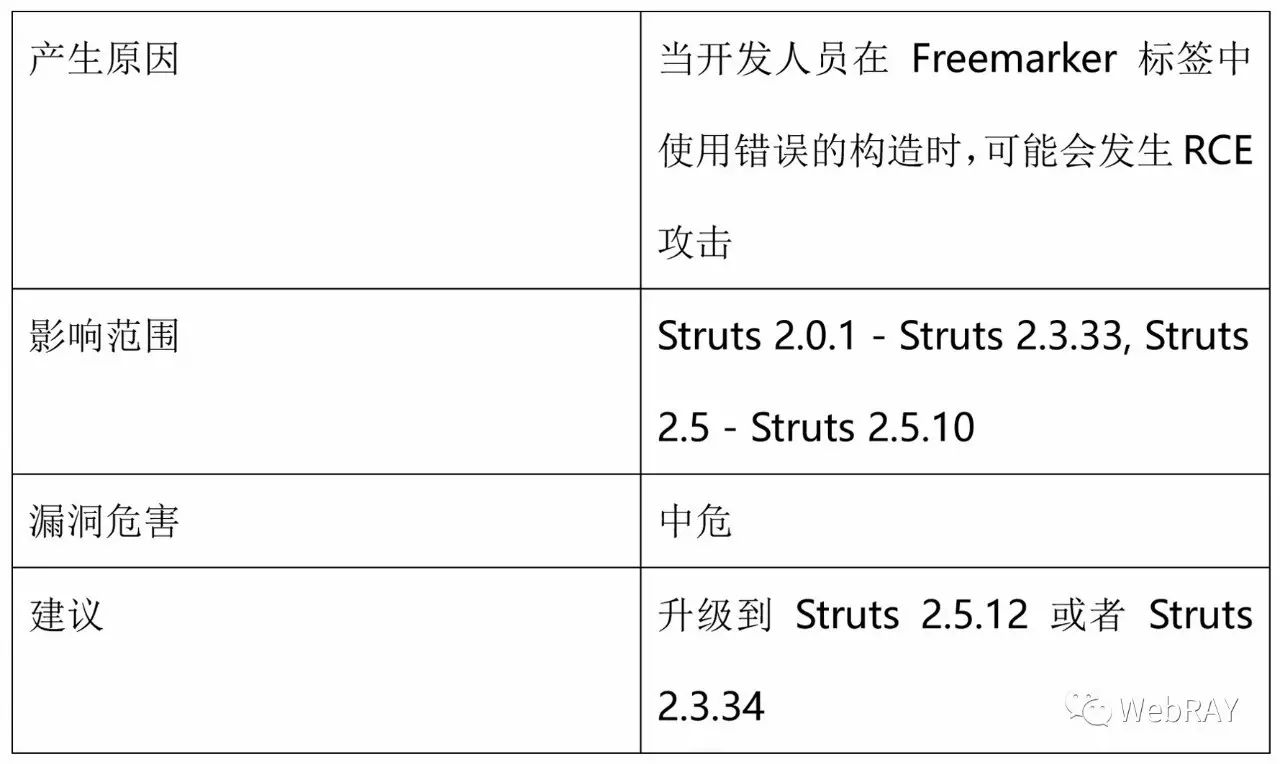 产生原因
当开发人员在 Freemarker 标签中
使用错误的构造时，可能会发生 RCE
攻击
影响范围
Struts 2.0.1 - Struts 2.3.33, Struts
2.5 - Struts 2.5.10
漏洞危害
中危
建议
升级到 Struts 2.5.12 或者 Struts
2.3.34
WebRAY